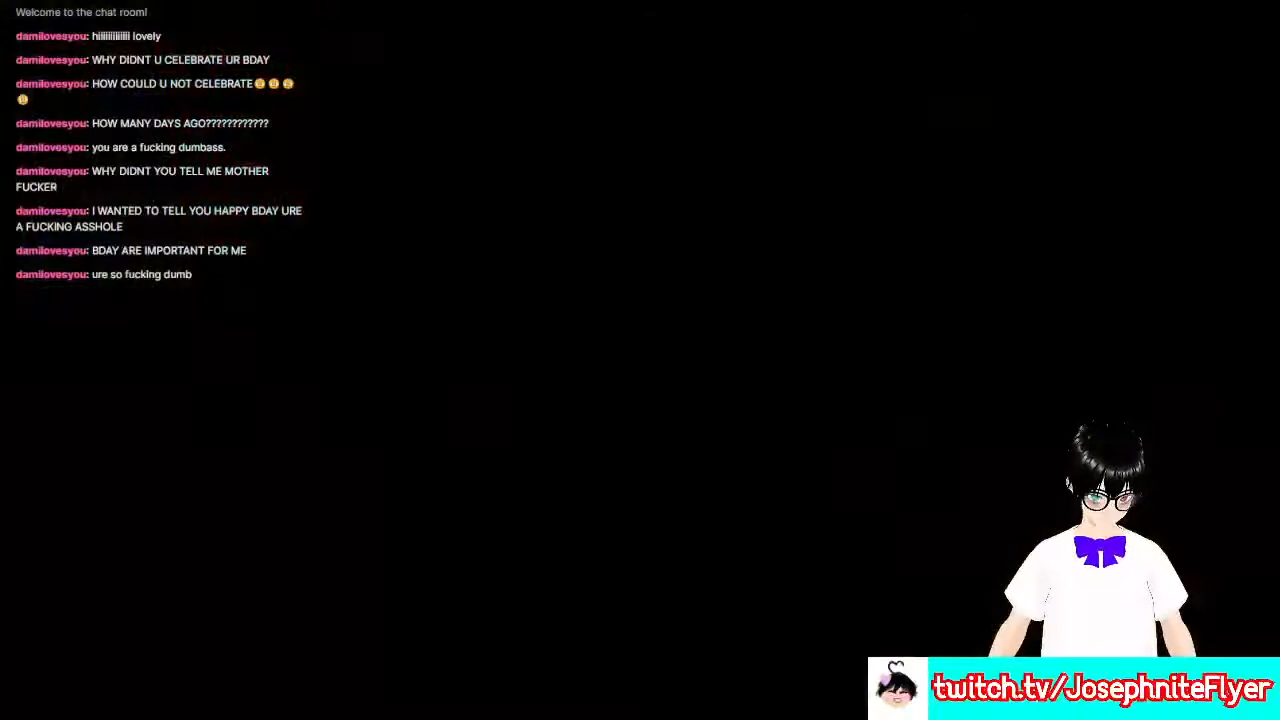 Welcome to the chat room!
damilovesyou: hiiiiiiiiiiiiii lovely
damilovesyou: WHY DIDNT U CELEBRATE UR BDAY
damilovesyou: HOW COULD U NOT CELEBRATE
damilovesyou: HOW MANY DAYS AGO????????????
damilovesyou: you are a fucking dumbass.
damilovesyou: WHY DIDNT YOU TELL ME MOTHER
FUCKER
damilovesyou: I WANTED TO TELL YOU HAPPY BDAY URE
A FUCKING ASSHOLE
damilovesyou: BDAY ARE IMPORTANT FOR ME
damilovesyou: ure so fucking dumb
twitch.tv/JosephniteFlyer